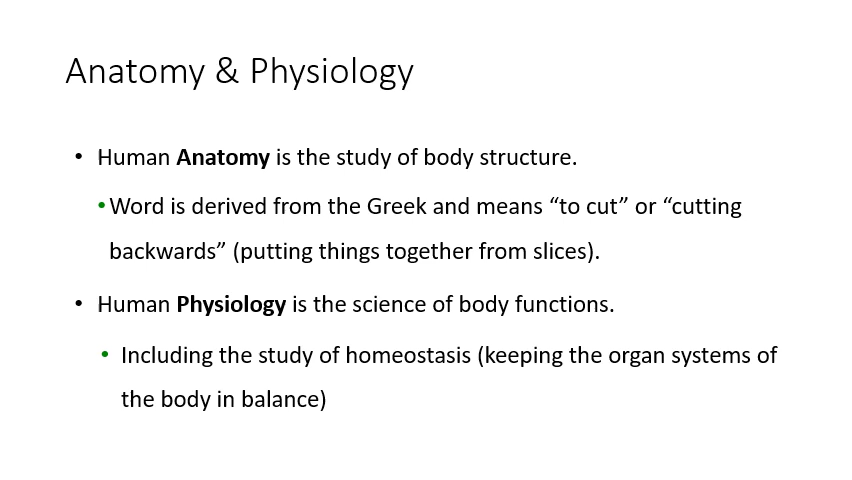 Anatomy & Physiology
• Human Anatomy is the study of body structure.
• Word is derived from the Greek and means “to cut” or “cutting
backwards” (putting things together from slices).
• Human Physiology is the science of body functions.
• Including the study of homeostasis (keeping the organ systems of
the body in balance)